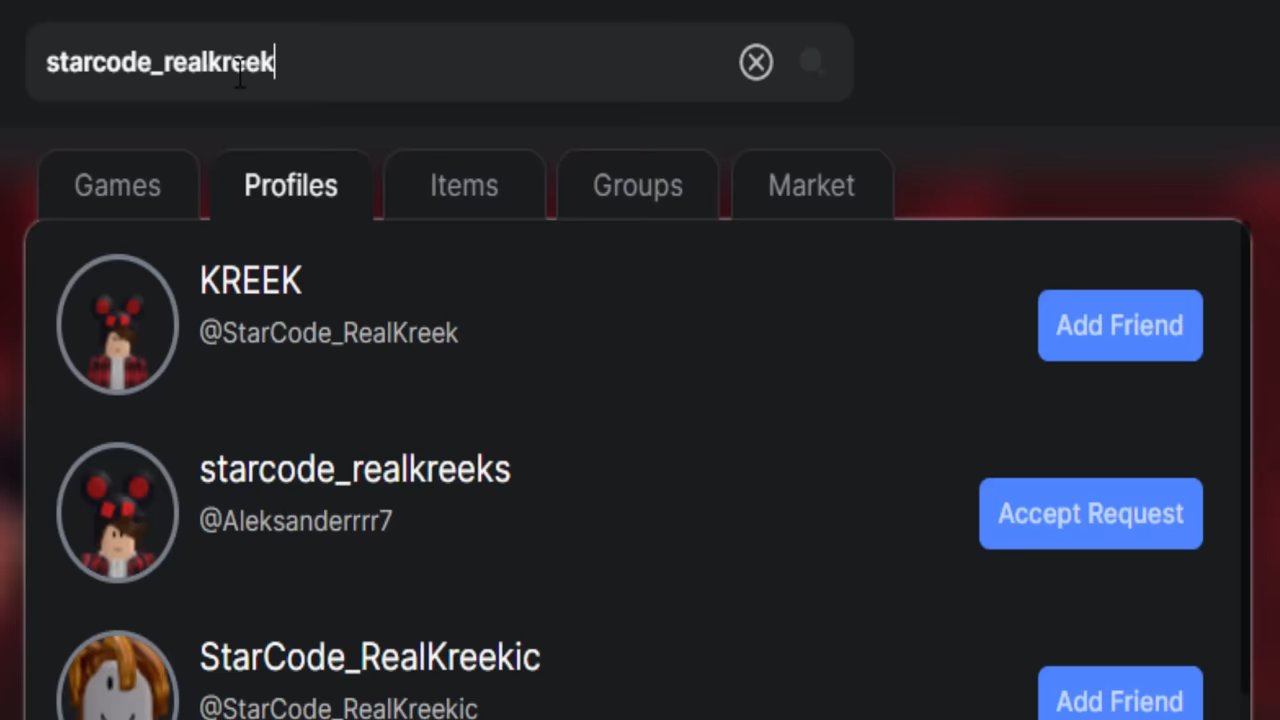 starcode_realkreek
Games Profiles Items Groups Market
KREEK
@StarCode_RealKreek
Add Friend
starcode_realkreeks
@Aleksanderrrr7
Accept Request
StarCode_RealKreekic
@StarCode_RealKreekic
Add Friend